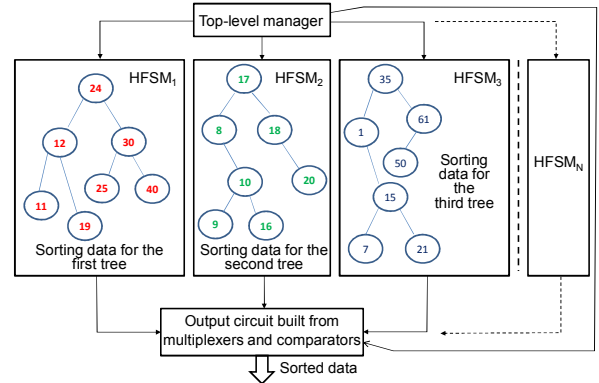 Top-level manager
HFSM1
24
12
30
25
40
11
19
Sorting data for the
first tree
HFSM2
17
8
18
10
20
9
16
Sorting data for the
second tree
HFSM3
35
1
61
50
15
7
21
Sorting
data for
the
third tree
HFSMN
Output circuit built from
multiplexers and comparators
Sorted data